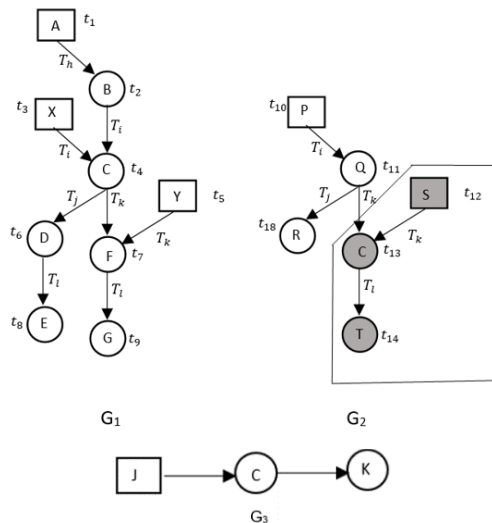 A t₁
Tₕ
B t₂
t₃ X
Tᵢ Tᵢ
C t₄
Tⱼ Tₖ
Y t₅
t₆ D
F t₇ Tₖ
Tₗ Tₗ
t₈ E
G t₉
G₁
t₁₀ P
Tᵢ
Q t₁₁
Tⱼ Tₖ
S t₁₂
t₁₈ R
C t₁₃ Tₖ
Tₗ
T t₁₄
G₂
J C K
G₃